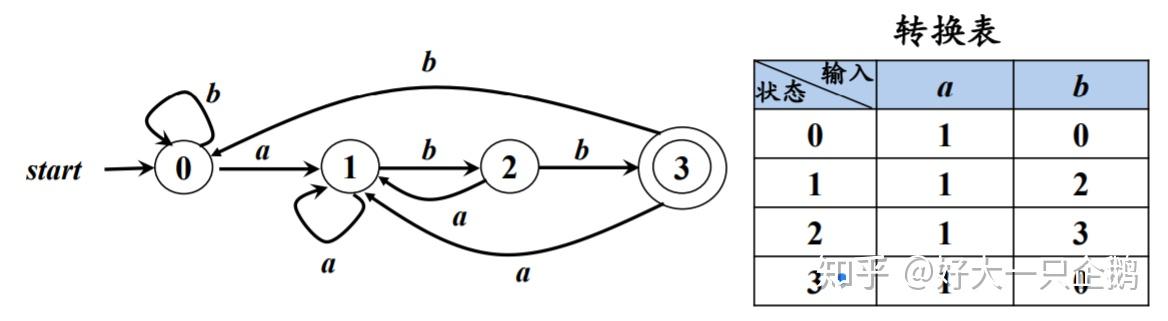 转换表
b
b
start 0 a 1 b 2 b 3
a
a
a
输入
状态 a b
0 1 0
1 1 2
2 1 3
3 1 0
知乎 @好大一只企鹅